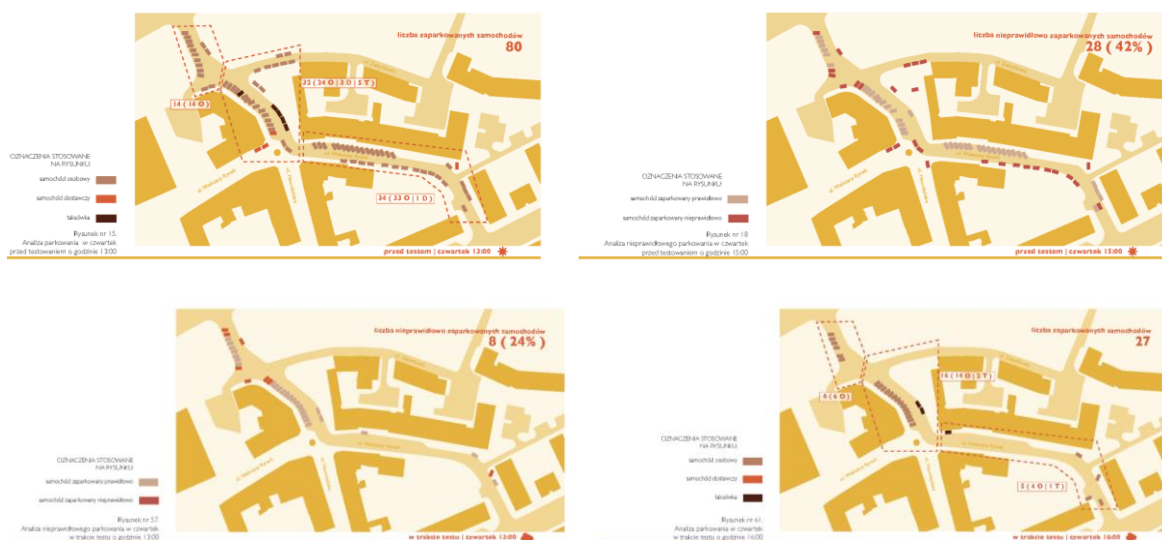 liczba zaparkowanych samochodów
80
32 (24 O | 3 D | 5 T)
14 (14 O)
34 (33 O | 1 D)
OZNACZENIA STOSOWANE
NA RYSUNKU:
samochód osobowy
samochód dostawczy
taksówka
Rysunek nr 15.
Analiza parkowania w czwartek
przed testowaniem o godzinie 13:00
ul. Zamenhofa
pl. Wolnica Rynek
przed testem | czwartek 13:00
liczba nieprawidłowo zaparkowanych samochodów
28 ( 42% )
OZNACZENIA STOSOWANE
NA RYSUNKU:
samochód zaparkowany prawidłowo
samochód zaparkowany nieprawidłowo
Rysunek nr 18.
Analiza nieprawidłowego parkowania w czwartek
przed testowaniem o godzinie 15:00
przed testem | czwartek 15:00
liczba nieprawidłowo zaparkowanych samochodów
8 ( 24% )
OZNACZENIA STOSOWANE
NA RYSUNKU:
samochód zaparkowany prawidłowo
samochód zaparkowany nieprawidłowo
Rysunek nr 57.
Analiza nieprawidłowego parkowania w czwartek
w trakcie testu o godzinie 13:00
w trakcie testu | czwartek 13:00
liczba zaparkowanych samochodów
27
16 (14 O | 2 T)
6 (6 O)
5 (4 O | 1 T)
OZNACZENIA STOSOWANE
NA RYSUNKU:
samochód osobowy
samochód dostawczy
taksówka
Rysunek nr 61.
Analiza parkowania w czwartek
w trakcie testu o godzinie 16:00
w trakcie testu | czwartek 16:00